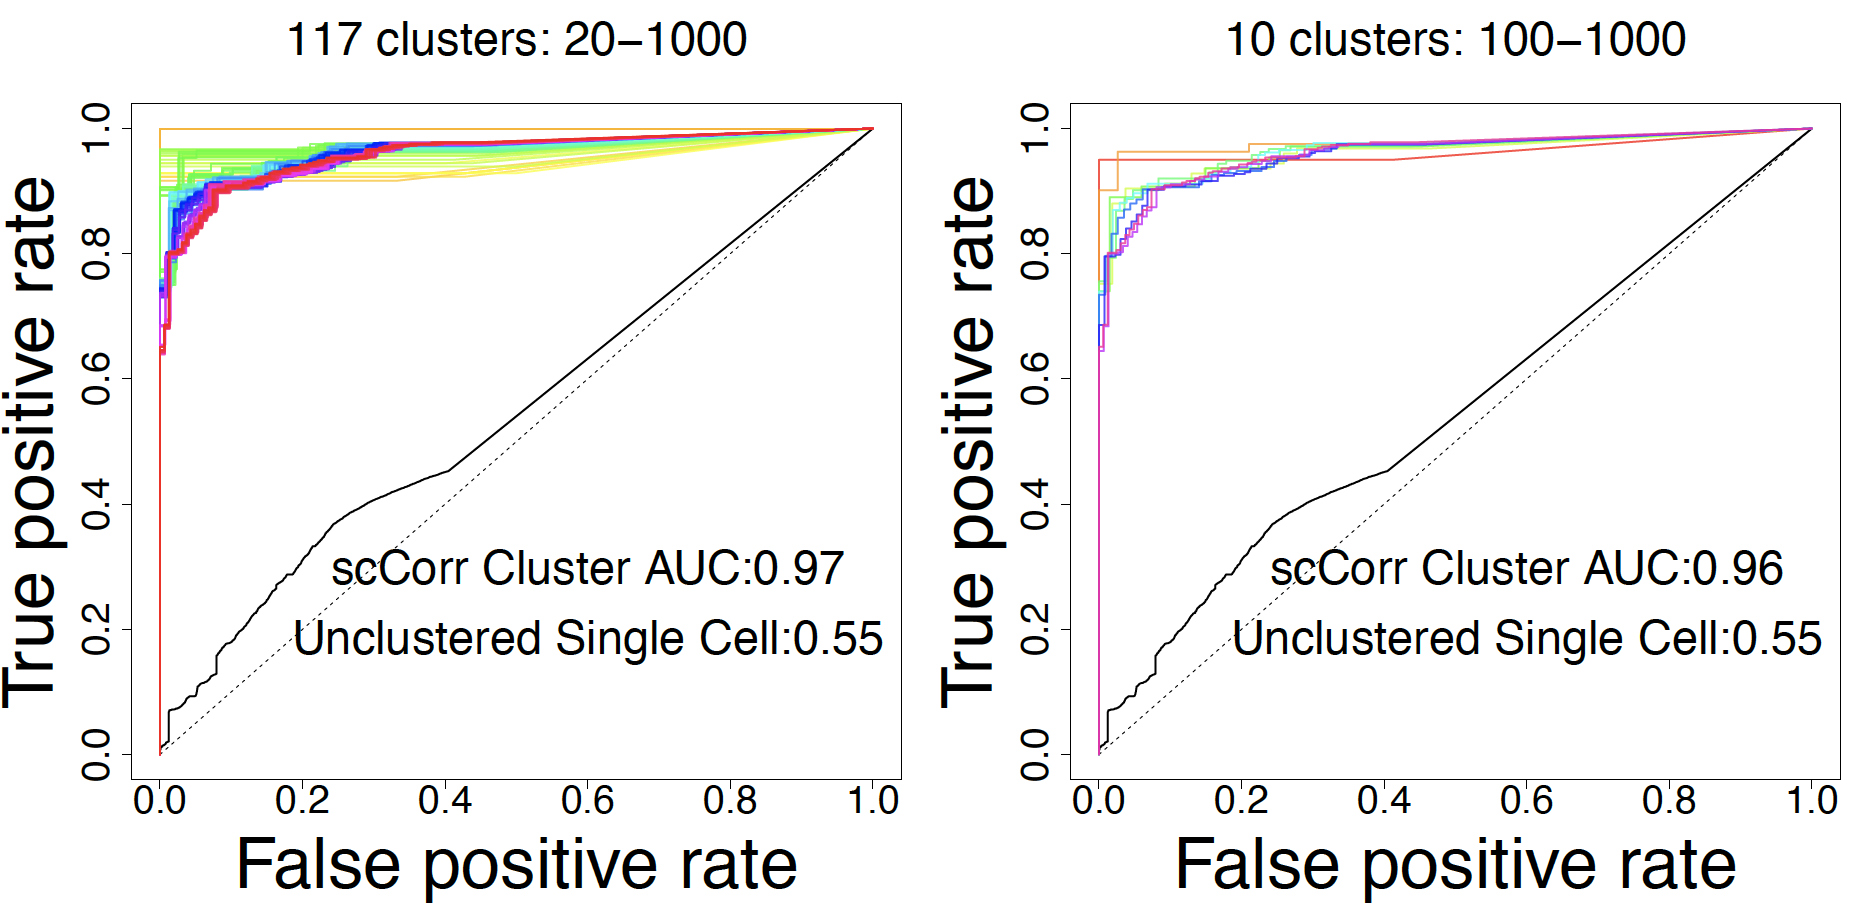 117 clusters: 20−1000
True positive rate
0.0 0.2 0.4 0.6 0.8 1.0
scCorr Cluster AUC:0.97
Unclustered Single Cell:0.55
0.0 0.2 0.4 0.6 0.8 1.0
False positive rate
10 clusters: 100−1000
True positive rate
0.0 0.2 0.4 0.6 0.8 1.0
scCorr Cluster AUC:0.96
Unclustered Single Cell:0.55
0.0 0.2 0.4 0.6 0.8 1.0
False positive rate